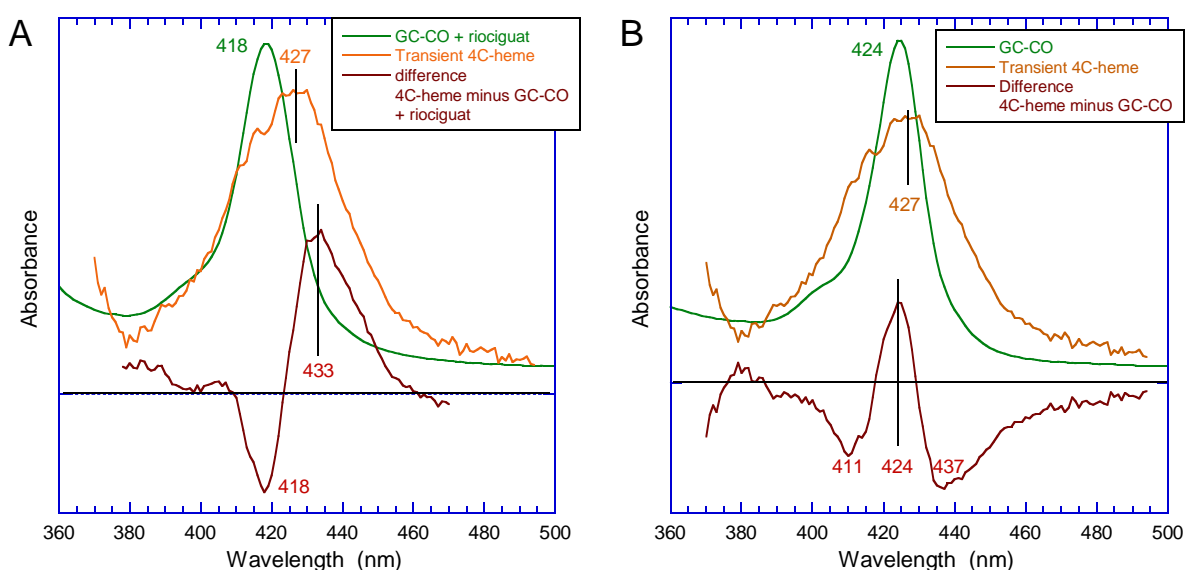 A
GC-CO + riociguat
Transient 4C-heme
difference
4C-heme minus GC-CO
+ riociguat
418
427
433
418
Absorbance
360 380 400 420 440 460 480 500
Wavelength (nm)
B
GC-CO
Transient 4C-heme
Difference
4C-heme minus GC-CO
424
427
411 424 437
Absorbance
360 380 400 420 440 460 480 500
Wavelength (nm)